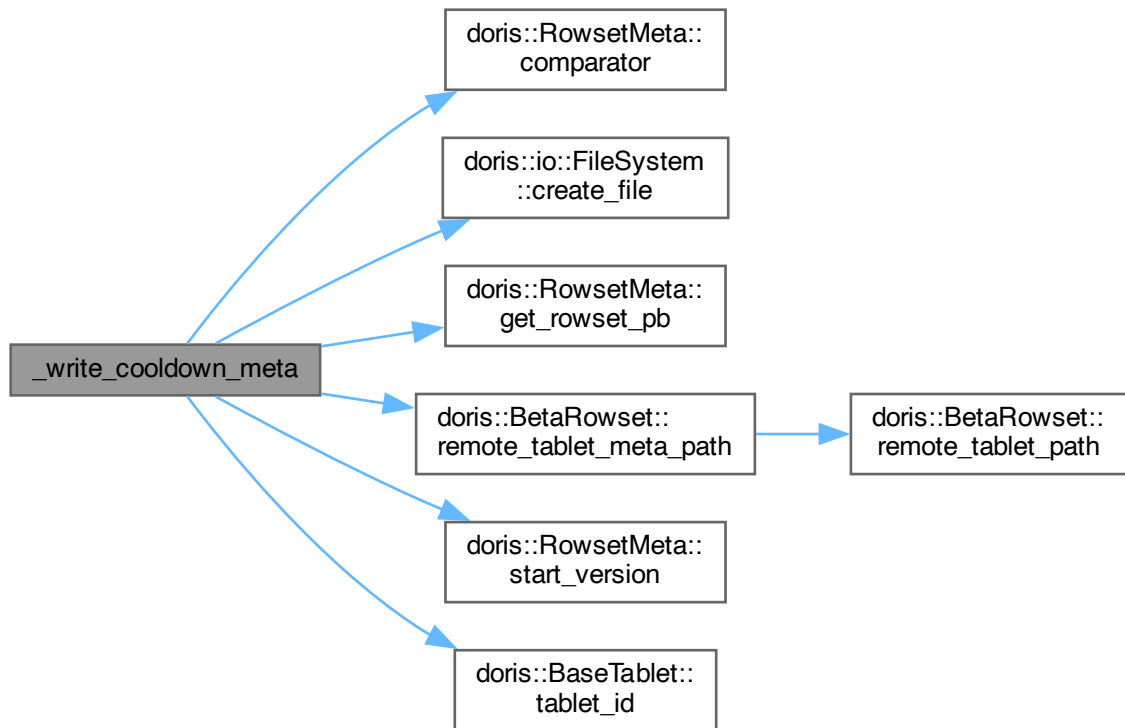 doris::RowsetMeta::
comparator
doris::io::FileSystem
::create_file
doris::RowsetMeta::
get_rowset_pb
_write_cooldown_meta
doris::BetaRowset::
remote_tablet_meta_path
doris::BetaRowset::
remote_tablet_path
doris::RowsetMeta::
start_version
doris::BaseTablet::
tablet_id